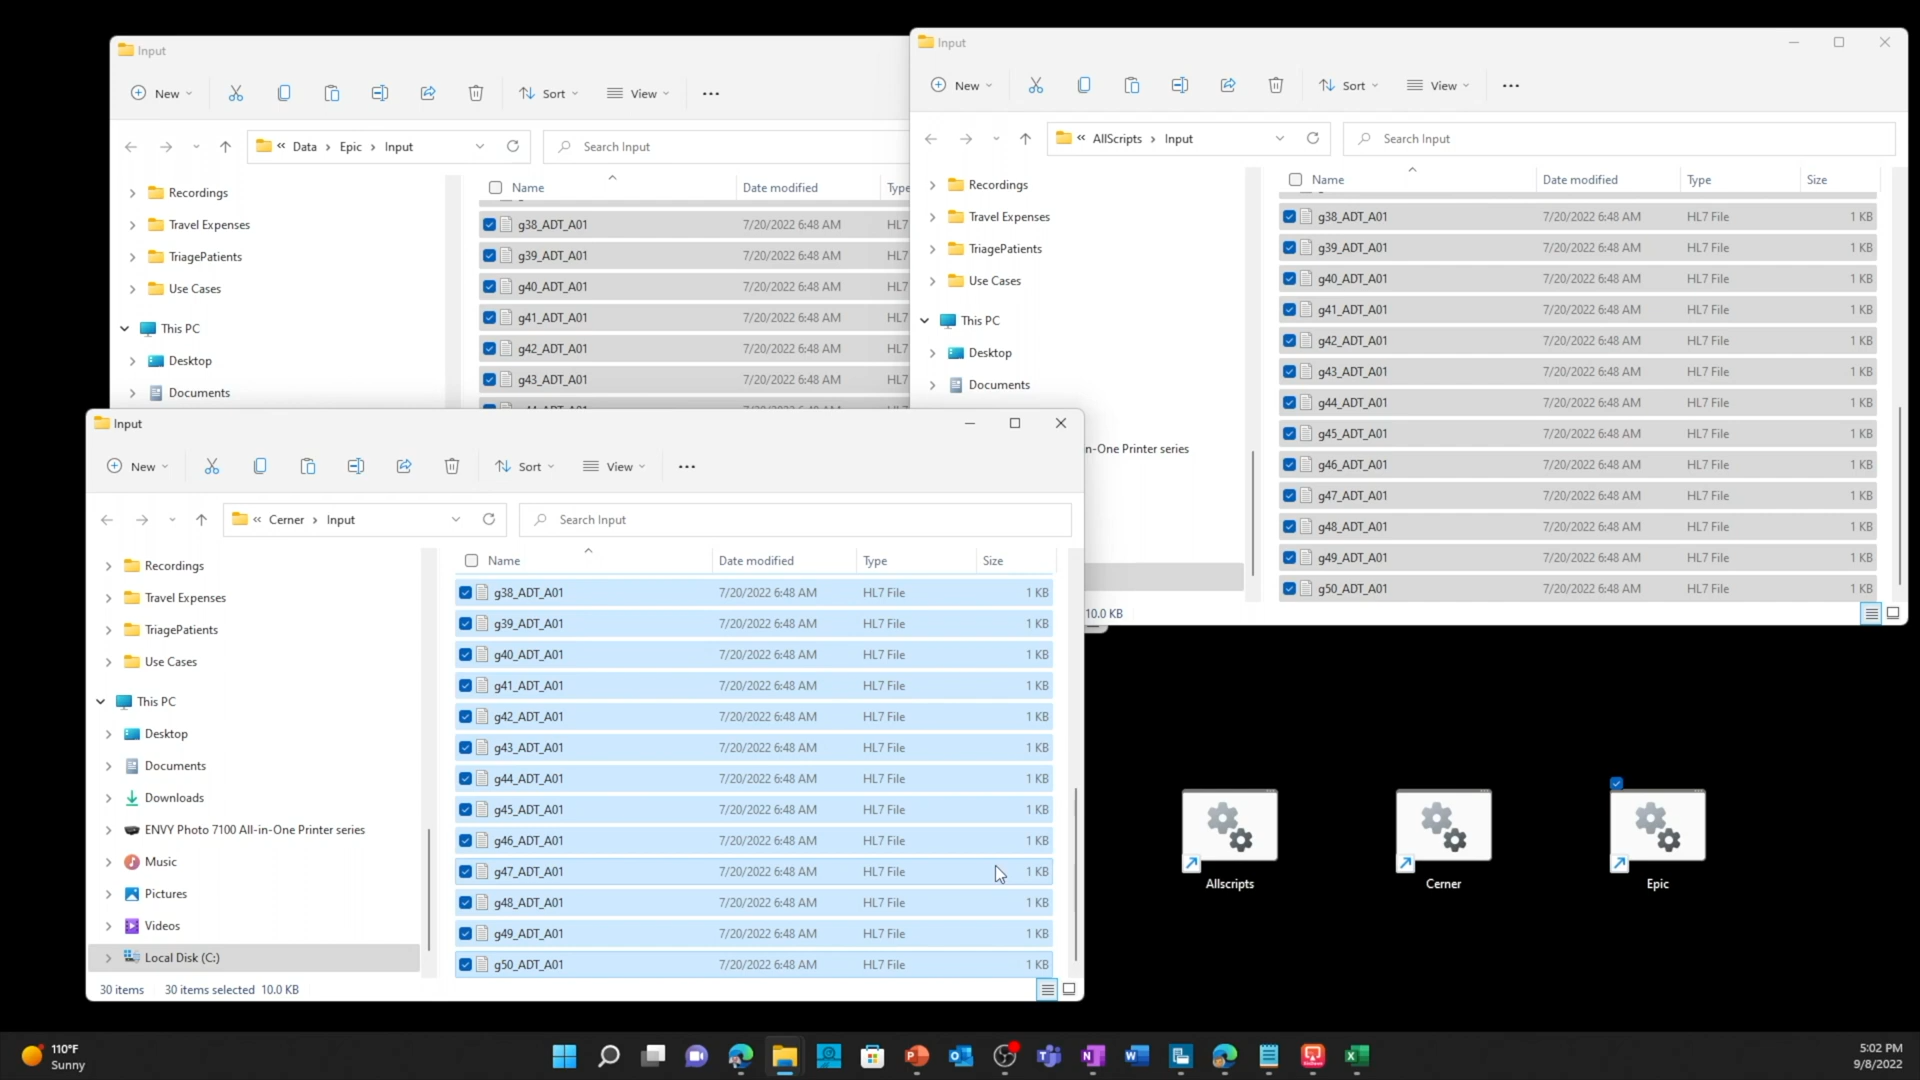 Input
New
Sort
View
Data › Epic › Input
Search Input
Recordings
Travel Expenses
TriagePatients
Use Cases
This PC
Desktop
Documents
Name Date modified Type
g38_ADT_A01 7/20/2022 6:48 AM HL7
g39_ADT_A01 7/20/2022 6:48 AM HL7
g40_ADT_A01 7/20/2022 6:48 AM HL7
g41_ADT_A01 7/20/2022 6:48 AM HL7
g42_ADT_A01 7/20/2022 6:48 AM HL7
g43_ADT_A01 7/20/2022 6:48 AM HL7
Input
New
Sort
View
AllScripts › Input
Search Input
Recordings
Travel Expenses
TriagePatients
Use Cases
This PC
Desktop
Documents
n-One Printer series
Name Date modified Type Size
g38_ADT_A01 7/20/2022 6:48 AM HL7 File 1 KB
g39_ADT_A01 7/20/2022 6:48 AM HL7 File 1 KB
g40_ADT_A01 7/20/2022 6:48 AM HL7 File 1 KB
g41_ADT_A01 7/20/2022 6:48 AM HL7 File 1 KB
g42_ADT_A01 7/20/2022 6:48 AM HL7 File 1 KB
g43_ADT_A01 7/20/2022 6:48 AM HL7 File 1 KB
g44_ADT_A01 7/20/2022 6:48 AM HL7 File 1 KB
g45_ADT_A01 7/20/2022 6:48 AM HL7 File 1 KB
g46_ADT_A01 7/20/2022 6:48 AM HL7 File 1 KB
g47_ADT_A01 7/20/2022 6:48 AM HL7 File 1 KB
g48_ADT_A01 7/20/2022 6:48 AM HL7 File 1 KB
g49_ADT_A01 7/20/2022 6:48 AM HL7 File 1 KB
g50_ADT_A01 7/20/2022 6:48 AM HL7 File 1 KB
10.0 KB
Input
New
Sort
View
Cerner › Input
Search Input
Recordings
Travel Expenses
TriagePatients
Use Cases
This PC
Desktop
Documents
Downloads
ENVY Photo 7100 All-in-One Printer series
Music
Pictures
Videos
Local Disk (C:)
Name Date modified Type Size
g38_ADT_A01 7/20/2022 6:48 AM HL7 File 1 KB
g39_ADT_A01 7/20/2022 6:48 AM HL7 File 1 KB
g40_ADT_A01 7/20/2022 6:48 AM HL7 File 1 KB
g41_ADT_A01 7/20/2022 6:48 AM HL7 File 1 KB
g42_ADT_A01 7/20/2022 6:48 AM HL7 File 1 KB
g43_ADT_A01 7/20/2022 6:48 AM HL7 File 1 KB
g44_ADT_A01 7/20/2022 6:48 AM HL7 File 1 KB
g45_ADT_A01 7/20/2022 6:48 AM HL7 File 1 KB
g46_ADT_A01 7/20/2022 6:48 AM HL7 File 1 KB
g47_ADT_A01 7/20/2022 6:48 AM HL7 File 1 KB
g48_ADT_A01 7/20/2022 6:48 AM HL7 File 1 KB
g49_ADT_A01 7/20/2022 6:48 AM HL7 File 1 KB
g50_ADT_A01 7/20/2022 6:48 AM HL7 File 1 KB
30 items 30 items selected 10.0 KB
Allscripts
Cerner
Epic
110°F
Sunny
5:02 PM
9/8/2022